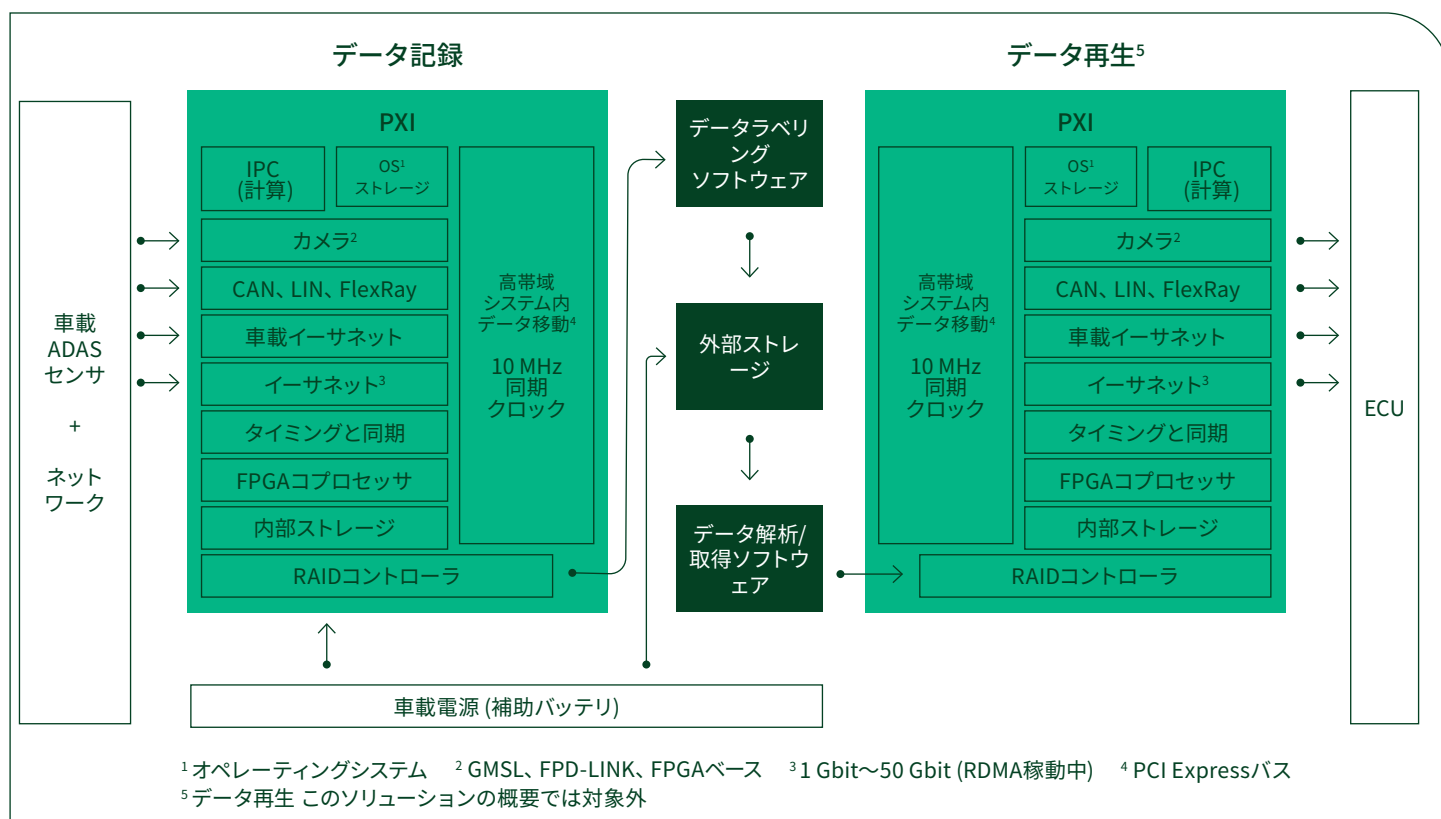 データ記録
データ再生⁵
車載
ADAS
センサ
+
ネット
ワーク
PXI
IPC
(計算)
OS¹
ストレージ
カメラ²
CAN、LIN、FlexRay
車載イーサネット
イーサネット³
タイミングと同期
FPGAコプロセッサ
内部ストレージ
RAIDコントローラ
高帯域
システム内
データ移動⁴
10 MHz
同期
クロック
データラベリ
ング
ソフトウェア
外部ストレ
ージ
データ解析/
取得ソフトウ
ェア
PXI
高帯域
システム内
データ移動⁴
10 MHz
同期
クロック
OS¹
ストレージ
IPC
(計算)
カメラ²
CAN、LIN、FlexRay
車載イーサネット
イーサネット³
タイミングと同期
FPGAコプロセッサ
内部ストレージ
RAIDコントローラ
ECU
車載電源 (補助バッテリ)
¹ オペレーティングシステム ² GMSL、FPD-LINK、FPGAベース ³ 1 Gbit～50 Gbit (RDMA稼動中) ⁴ PCI Expressバス
⁵ データ再生 このソリューションの概要では対象外